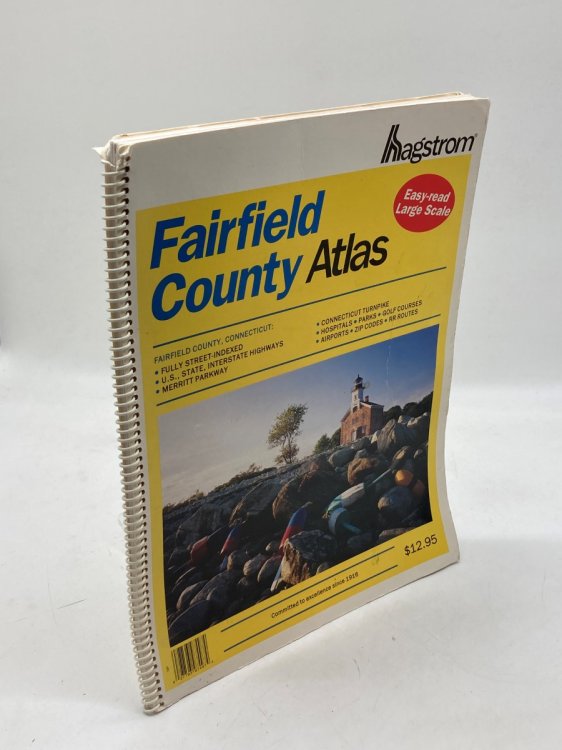 hagstrom®
Easy-read
Large Scale
Fairfield
County Atlas
FAIRFIELD COUNTY, CONNECTICUT:
• FULLY STREET-INDEXED
• U.S., STATE, INTERSTATE HIGHWAYS
• MERRITT PARKWAY
• CONNECTICUT TURNPIKE
• HOSPITALS • PARKS • GOLF COURSES
• AIRPORTS • ZIP CODES • RR ROUTES
$12.95
Committed to excellence since 1916